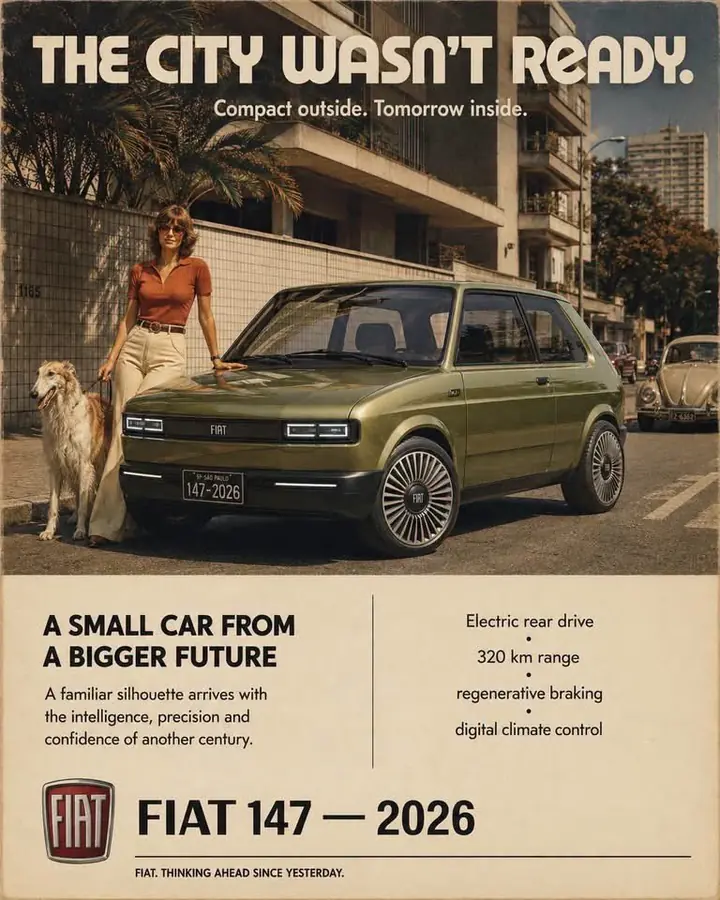 THE CITY WASN'T READY.
Compact outside. Tomorrow inside.
1165
FIAT
SP-SÃO PAULO
147-2026
FIAT
FIAT
A SMALL CAR FROM
A BIGGER FUTURE
A familiar silhouette arrives with
the intelligence, precision and
confidence of another century.
Electric rear drive
•
320 km range
•
regenerative braking
•
digital climate control
FIAT
FIAT 147 — 2026
FIAT. THINKING AHEAD SINCE YESTERDAY.